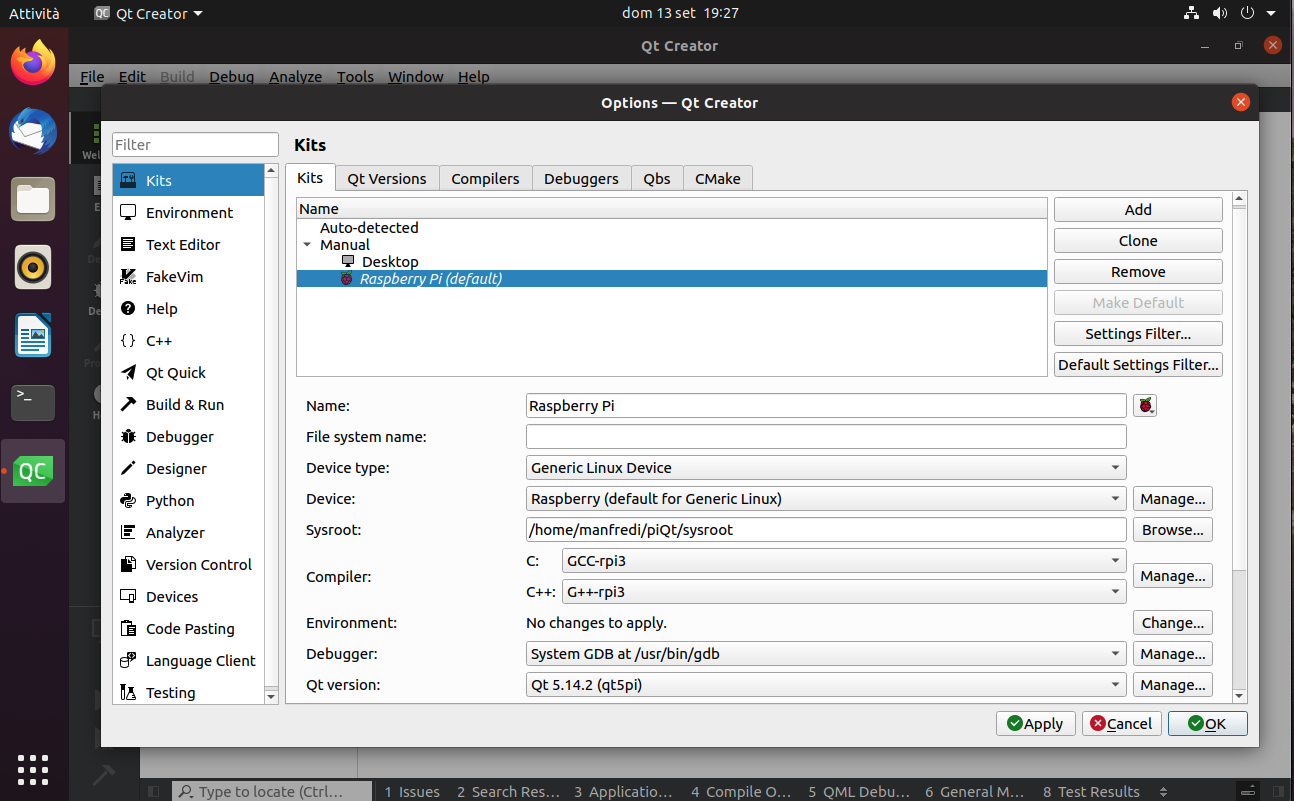 Attività
QC Qt Creator
dom 13 set 19:27
Qt Creator
File Edit Build Debug Analyze Tools Window Help
Options — Qt Creator
Filter
Kits
Kits
Environment
Text Editor
FakeVim
Help
C++
Qt Quick
Build & Run
Debugger
Designer
Python
Analyzer
Version Control
Devices
Code Pasting
Language Client
Testing
Kits Qt Versions Compilers Debuggers Qbs CMake
Name
Auto-detected
Manual
Desktop
Raspberry Pi (default)
Add
Clone
Remove
Make Default
Settings Filter...
Default Settings Filter...
Name: Raspberry Pi
File system name:
Device type: Generic Linux Device
Device: Raspberry (default for Generic Linux) Manage...
Sysroot: /home/manfredi/piQt/sysroot Browse...
Compiler: C: GCC-rpi3 Manage...
C++: G++-rpi3
Environment: No changes to apply. Change...
Debugger: System GDB at /usr/bin/gdb Manage...
Qt version: Qt 5.14.2 (qt5pi) Manage...
Apply Cancel OK
QC
Type to locate (Ctrl... 1 Issues 2 Search Res... 3 Applicatio... 4 Compile O... 5 QML Debu... 6 General M... 8 Test Results